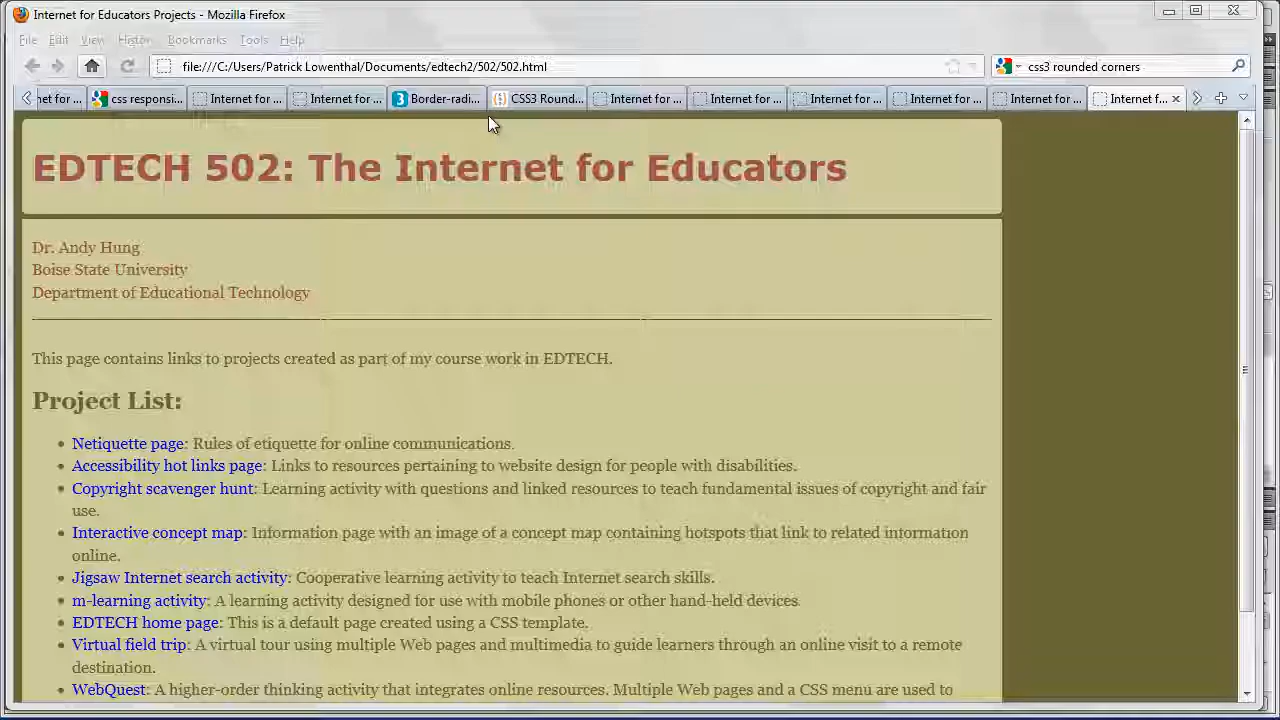 Internet for Educators Projects - Mozilla Firefox
File Edit View History Bookmarks Tools Help
file:///C:/Users/Patrick Lowenthal/Documents/edtech2/502/502.html
css3 rounded corners
net for ... css responsi... Internet for ... Internet for ... Border-radi... CSS3 Roun... Internet for ... Internet for ... Internet for ... Internet for ... Internet for ... Internet f...
EDTECH 502: The Internet for Educators
Dr. Andy Hung
Boise State University
Department of Educational Technology
This page contains links to projects created as part of my course work in EDTECH.
Project List:
• Netiquette page: Rules of etiquette for online communications.
• Accessibility hot links page: Links to resources pertaining to website design for people with disabilities.
• Copyright scavenger hunt: Learning activity with questions and linked resources to teach fundamental issues of copyright and fair
use.
• Interactive concept map: Information page with an image of a concept map containing hotspots that link to related information
online.
• Jigsaw Internet search activity: Cooperative learning activity to teach Internet search skills.
• m-learning activity: A learning activity designed for use with mobile phones or other hand-held devices.
• EDTECH home page: This is a default page created using a CSS template.
• Virtual field trip: A virtual tour using multiple Web pages and multimedia to guide learners through an online visit to a remote
destination.
• WebQuest: A higher-order thinking activity that integrates online resources. Multiple Web pages and a CSS menu are used to